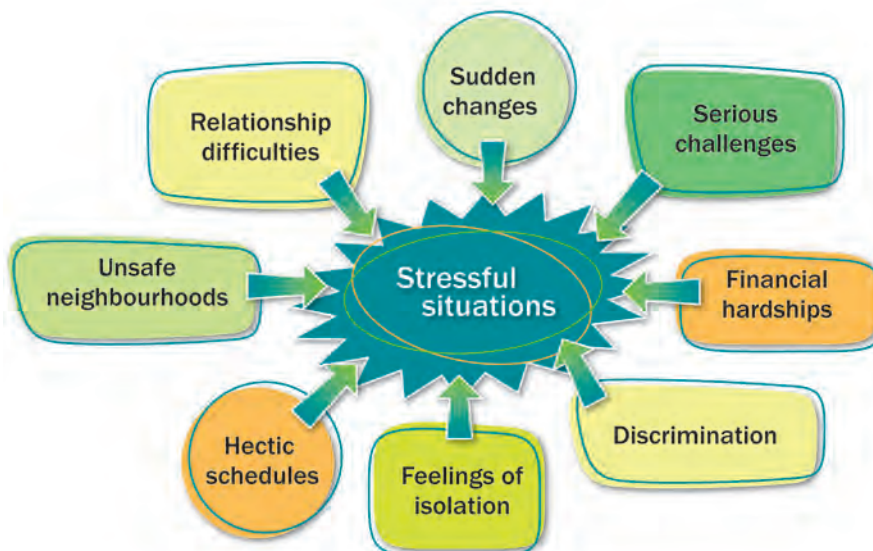 Sudden
changes
Relationship
difficulties
Serious
challenges
Unsafe
neighbourhoods
Stressful
situations
Financial
hardships
Hectic
schedules
Feelings of
isolation
Discrimination